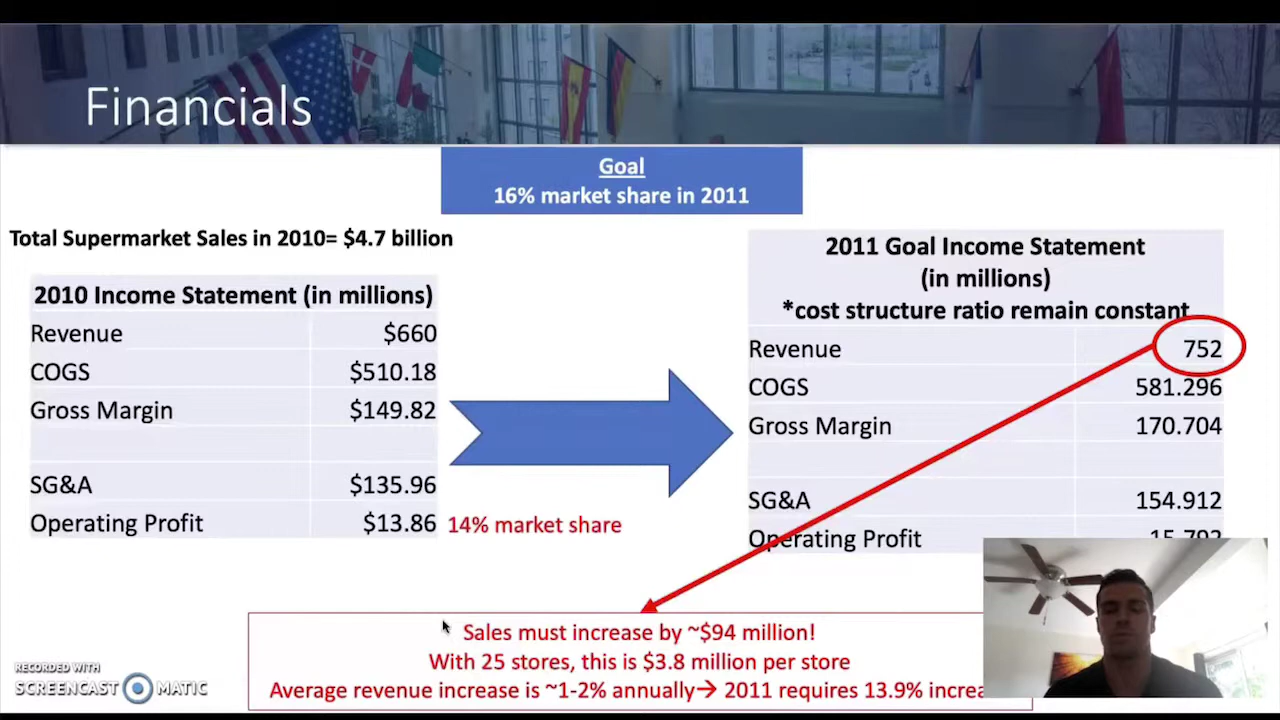 Financials
Goal
16% market share in 2011
Total Supermarket Sales in 2010= $4.7 billion
2010 Income Statement (in millions)
Revenue $660
COGS $510.18
Gross Margin $149.82
SG&A $135.96
Operating Profit $13.86
14% market share
2011 Goal Income Statement
(in millions)
*cost structure ratio remain constant
Revenue 752
COGS 581.296
Gross Margin 170.704
SG&A 154.912
Operating Profit 15.792
Sales must increase by ~$94 million!
With 25 stores, this is $3.8 million per store
Average revenue increase is ~1-2% annually→ 2011 requires 13.9%
RECORDED WITH
SCREENCAST MATIC